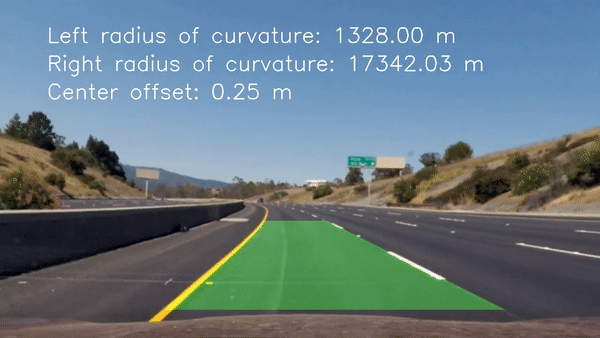 Left radius of curvature: 1328.00 m
Right radius of curvature: 17342.03 m
Center offset: 0.25 m